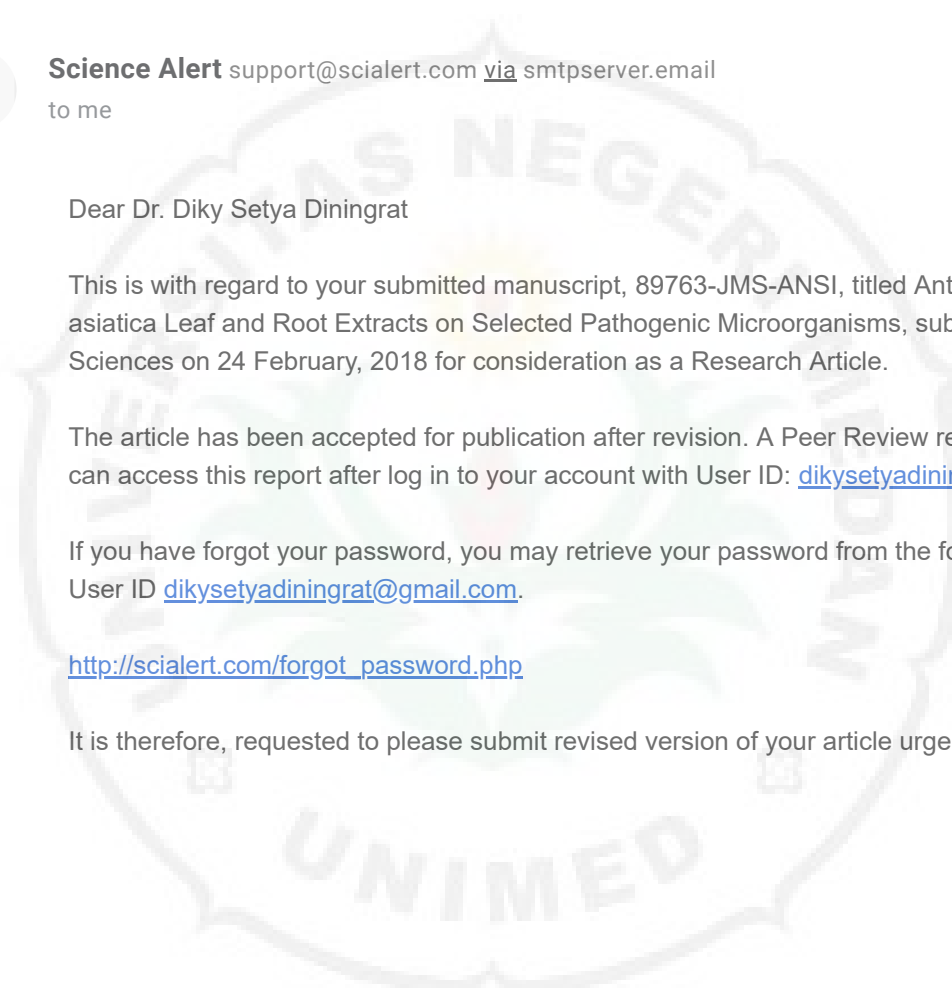 Science Alert support@scialert.com via smtpserver.email
to me
Dear Dr. Diky Setya Diningrat
This is with regard to your submitted manuscript, 89763-JMS-ANSI, titled Ant
asiatica Leaf and Root Extracts on Selected Pathogenic Microorganisms, sub
Sciences on 24 February, 2018 for consideration as a Research Article.
The article has been accepted for publication after revision. A Peer Review re
can access this report after log in to your account with User ID: dikysetyadinin
If you have forgot your password, you may retrieve your password from the fo
User ID dikysetyadiningrat@gmail.com.
http://scialert.com/forgot_password.php
It is therefore, requested to please submit revised version of your article urge
UNIVERSITAS NEGERI MEDAN
UNIMED